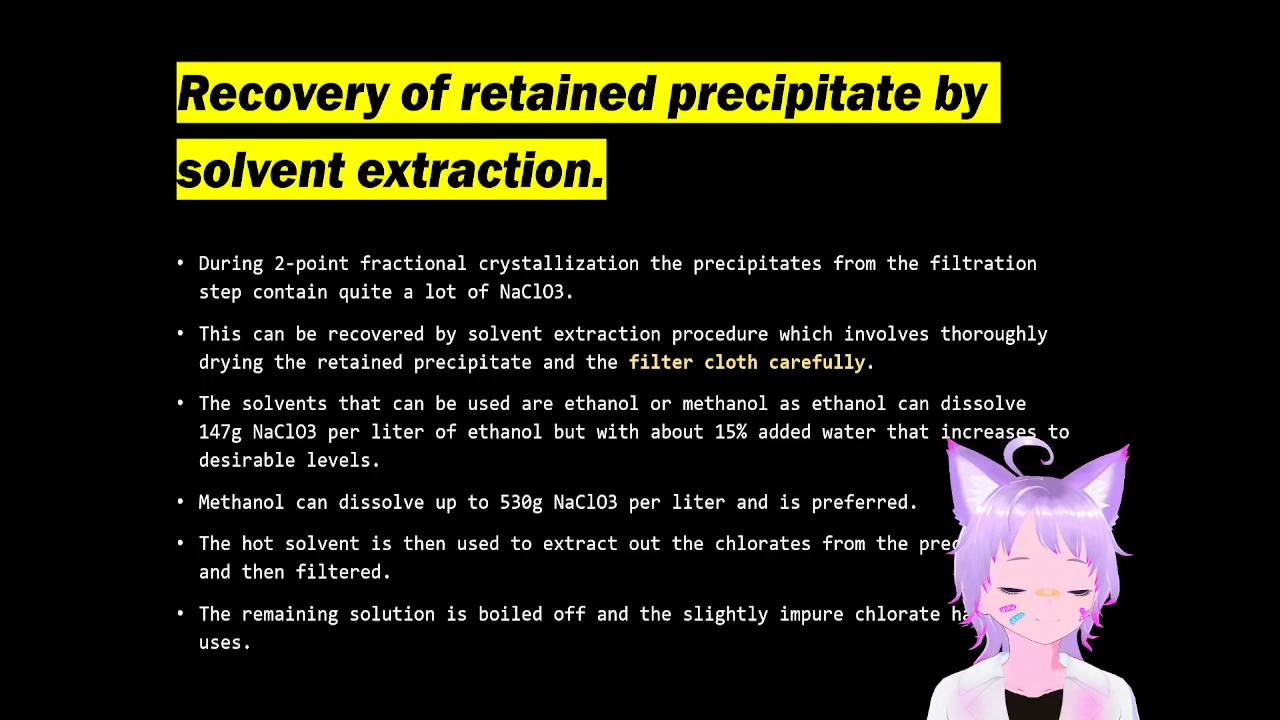 Recovery of retained precipitate by
solvent extraction.
• During 2-point fractional crystallization the precipitates from the filtration
step contain quite a lot of NaClO3.
• This can be recovered by solvent extraction procedure which involves thoroughly
drying the retained precipitate and the filter cloth carefully.
• The solvents that can be used are ethanol or methanol as ethanol can dissolve
147g NaClO3 per liter of ethanol but with about 15% added water that increases to
desirable levels.
• Methanol can dissolve up to 530g NaClO3 per liter and is preferred.
• The hot solvent is then used to extract out the chlorates from the
and then filtered.
• The remaining solution is boiled off and the slightly impure chlorate
uses.